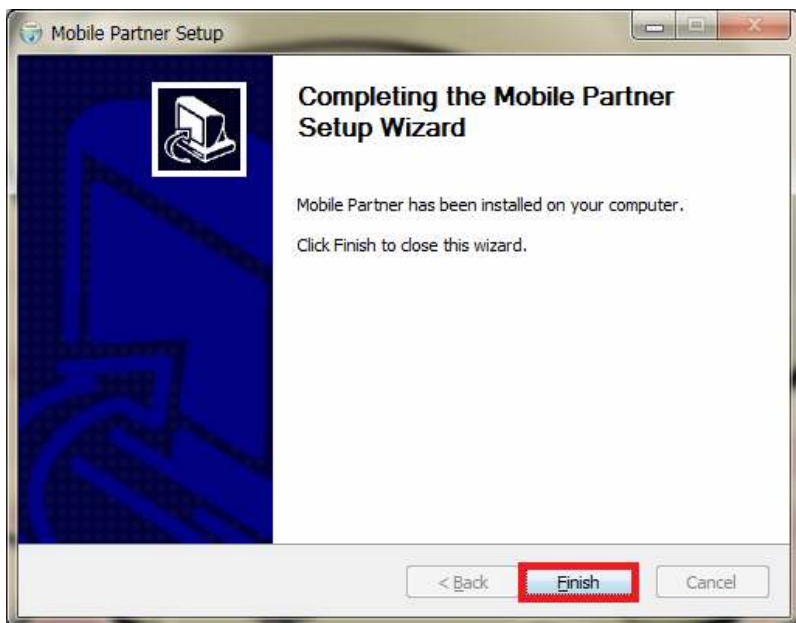 Mobile Partner Setup
Completing the Mobile Partner
Setup Wizard
Mobile Partner has been installed on your computer.
Click Finish to close this wizard.
< Back Finish Cancel